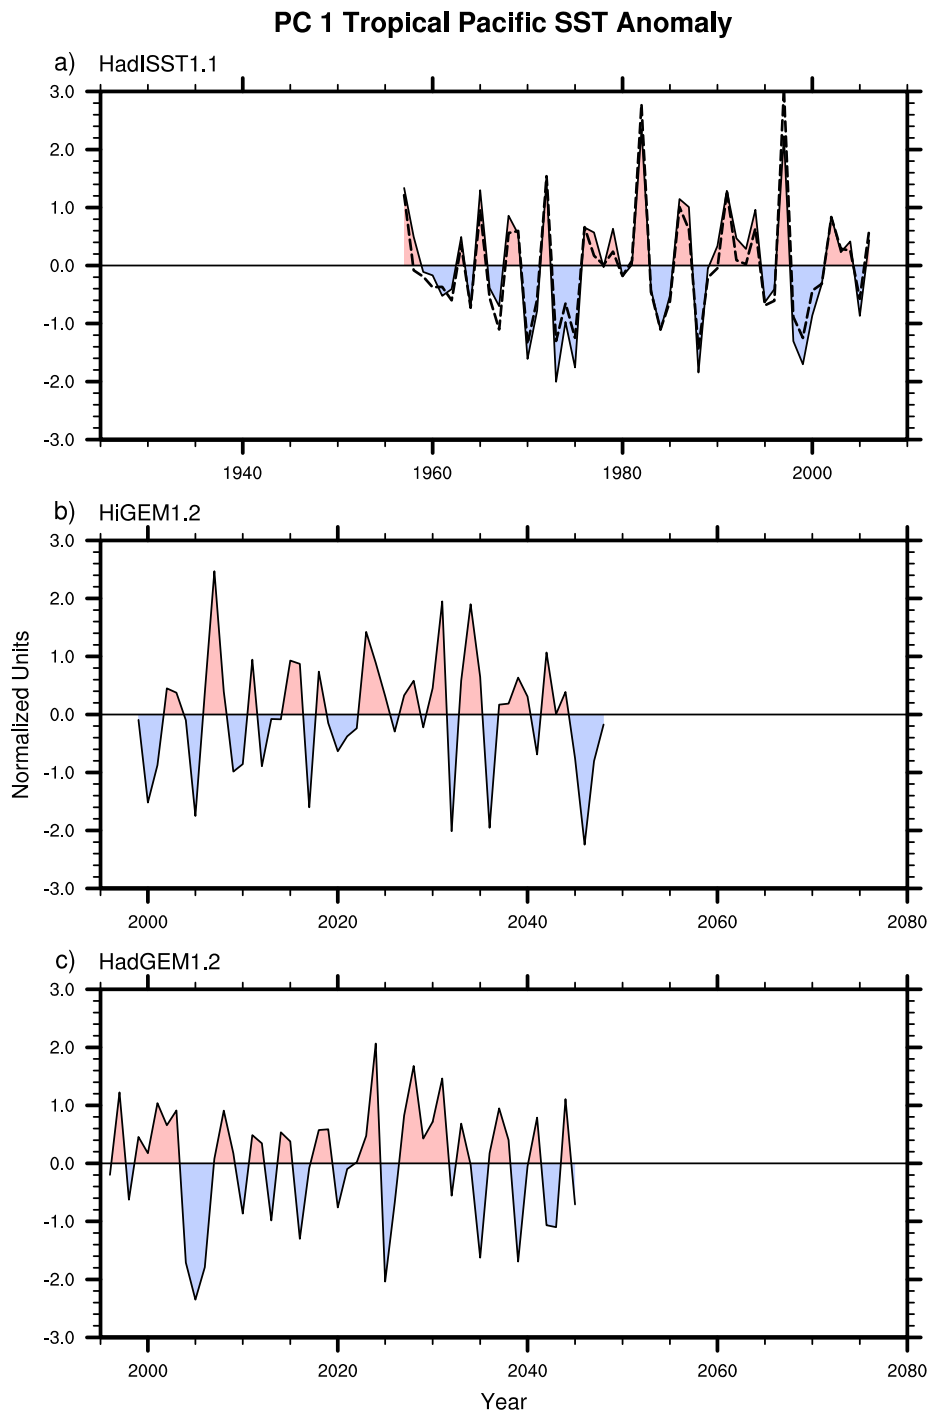 PC 1 Tropical Pacific SST Anomaly
a) HadISST1.1
3.0
2.0
1.0
0.0
-1.0
-2.0
-3.0
1940 1960 1980 2000
b) HiGEM1.2
3.0
2.0
1.0
0.0
-1.0
-2.0
-3.0
Normalized Units
2000 2020 2040 2060 2080
c) HadGEM1.2
3.0
2.0
1.0
0.0
-1.0
-2.0
-3.0
2000 2020 2040 2060 2080
Year